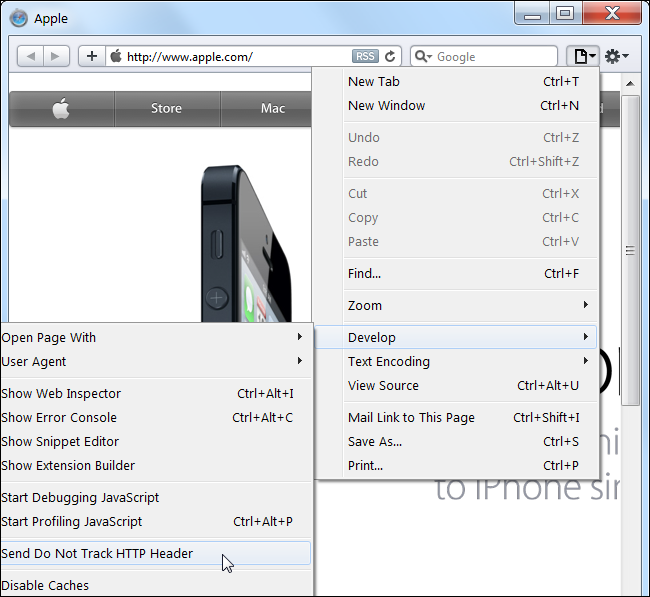 Apple
http://www.apple.com/ RSS Google
Store Mac
New Tab Ctrl+T
New Window Ctrl+N
Undo Ctrl+Z
Redo Ctrl+Shift+Z
Cut Ctrl+X
Copy Ctrl+C
Paste Ctrl+V
Find... Ctrl+F
Zoom
Develop
Text Encoding
View Source Ctrl+Alt+U
Mail Link to This Page Ctrl+Shift+I
Save As... Ctrl+S
Print... Ctrl+P
to iPhone sin
Open Page With
User Agent
Show Web Inspector Ctrl+Alt+I
Show Error Console Ctrl+Alt+C
Show Snippet Editor
Show Extension Builder
Start Debugging JavaScript
Start Profiling JavaScript Ctrl+Alt+P
Send Do Not Track HTTP Header
Disable Caches